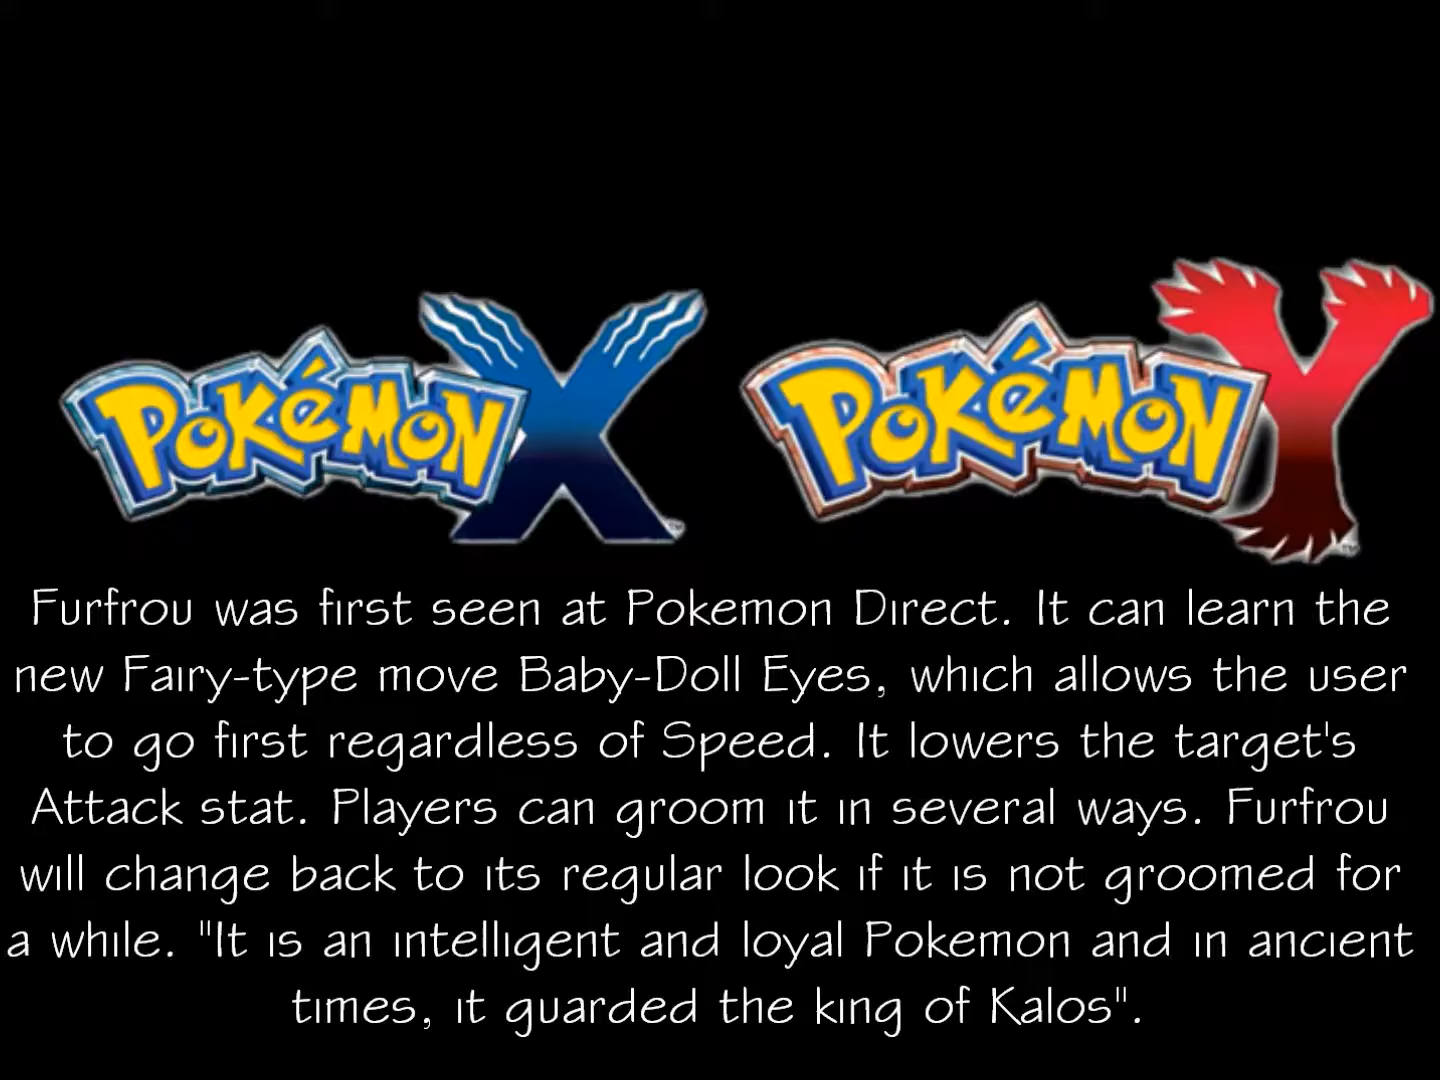 POKéMON X™ POKéMON Y™
Furfrou was first seen at Pokemon Direct. It can learn the
new Fairy-type move Baby-Doll Eyes, which allows the user
to go first regardless of Speed. It lowers the target's
Attack stat. Players can groom it in several ways. Furfrou
will change back to its regular look if it is not groomed for
a while. "It is an intelligent and loyal Pokemon and in ancient
times, it guarded the king of Kalos".